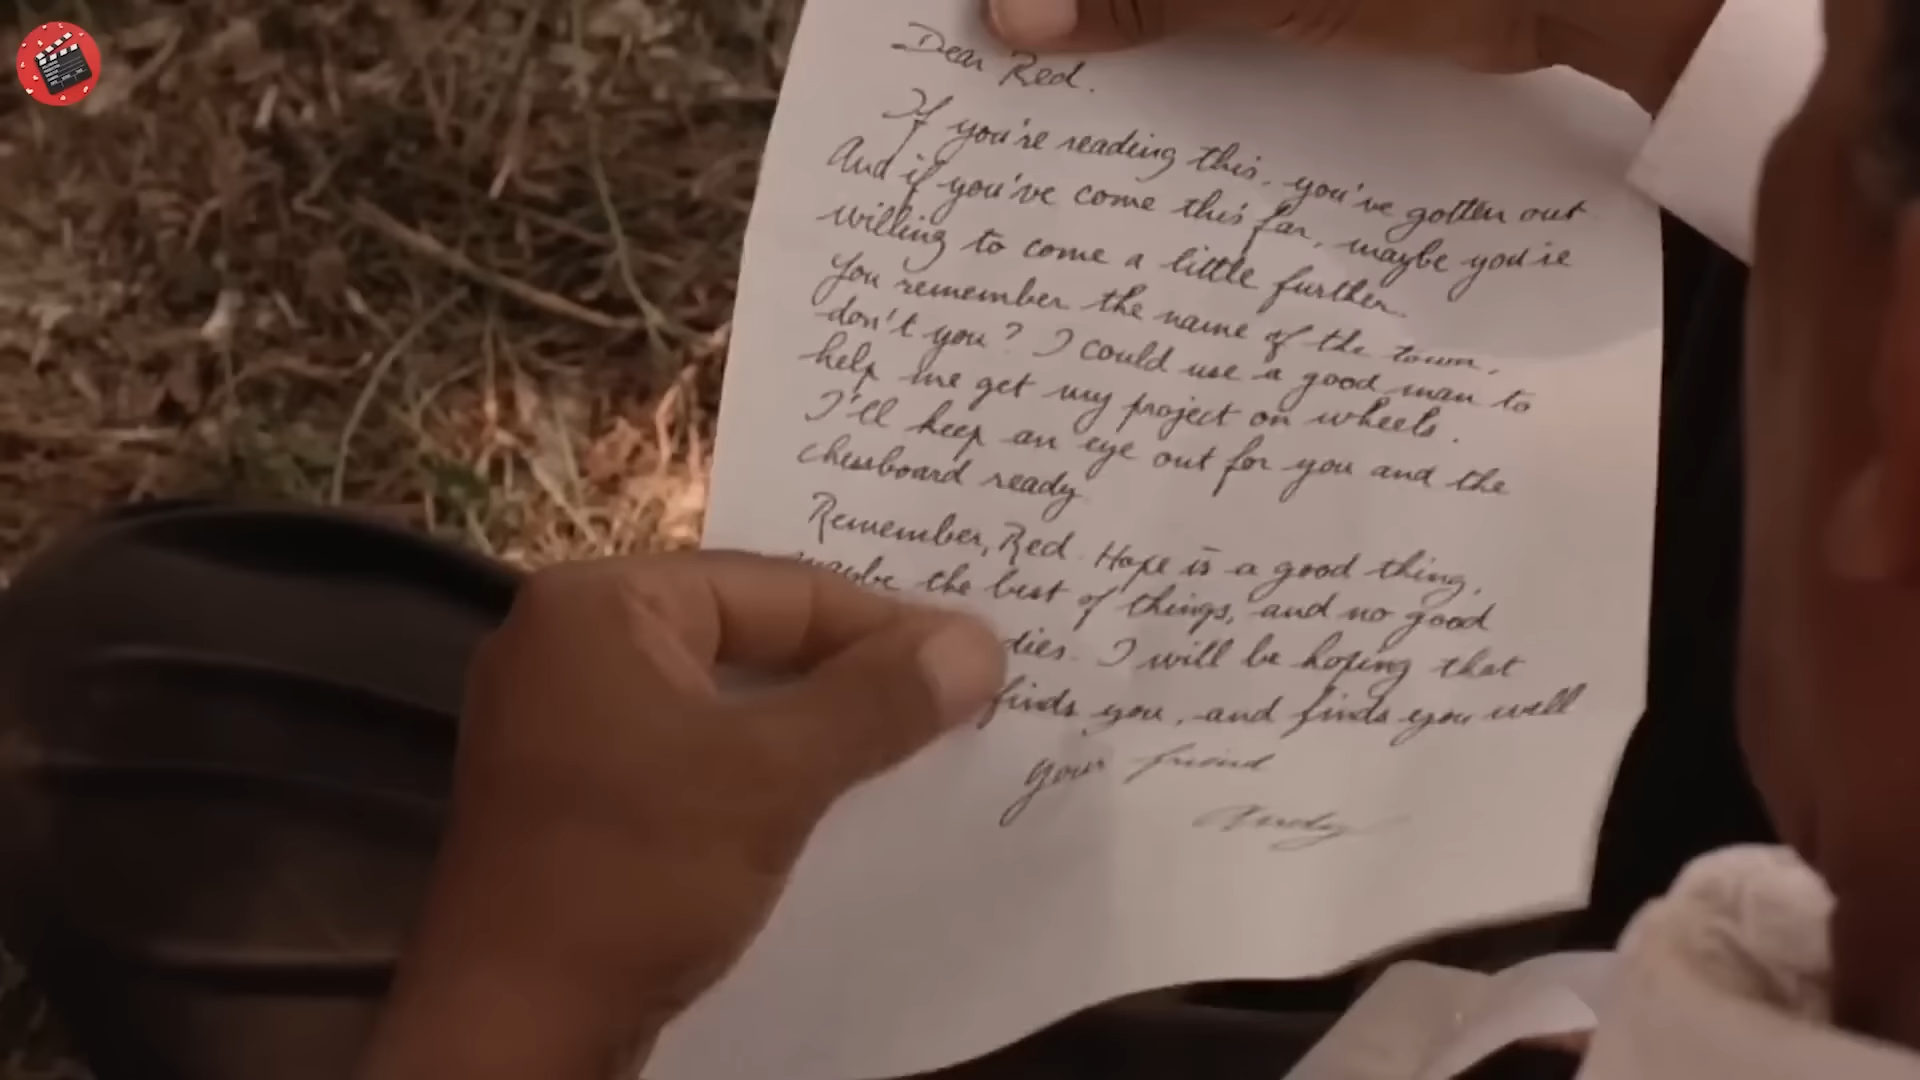 Dear Red.
If you're reading this, you've gotten out
And if you've come this far, maybe you're
willing to come a little further.
You remember the name of the town,
don't you? I could use a good man to
help me get my project on wheels.
I'll keep an eye out for you and the
chessboard ready.
Remember, Red. Hope is a good thing,
maybe the best of things, and no good
dies. I will be hoping that
finds you, and finds you well
Your friend
Andy